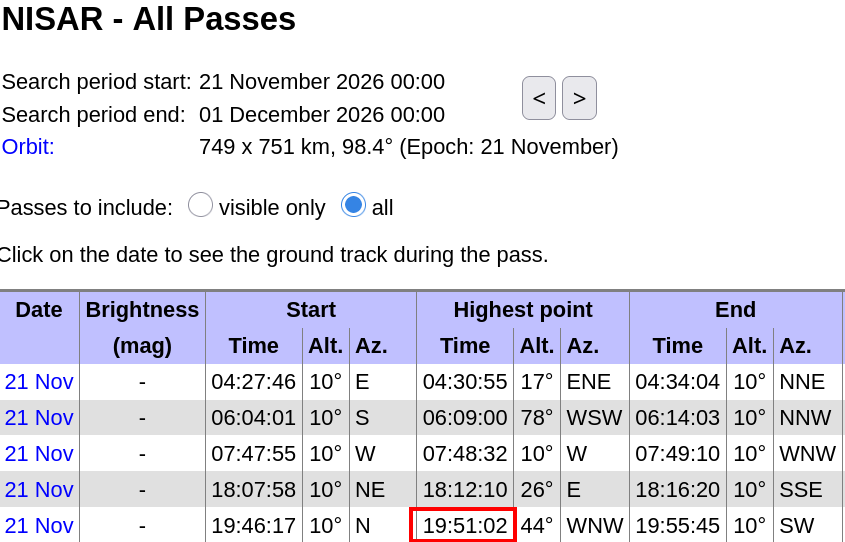 NISAR - All Passes
Search period start: 21 November 2026 00:00
< >
Search period end: 01 December 2026 00:00
Orbit: 749 x 751 km, 98.4° (Epoch: 21 November)
Passes to include: visible only all
Click on the date to see the ground track during the pass.
Date Brightness Start Highest point End
(mag) Time Alt. Az. Time Alt. Az. Time Alt. Az.
21 Nov - 04:27:46 10° E 04:30:55 17° ENE 04:34:04 10° NNE
21 Nov - 06:04:01 10° S 06:09:00 78° WSW 06:14:03 10° NNW
21 Nov - 07:47:55 10° W 07:48:32 10° W 07:49:10 10° WNW
21 Nov - 18:07:58 10° NE 18:12:10 26° E 18:16:20 10° SSE
21 Nov - 19:46:17 10° N 19:51:02 44° WNW 19:55:45 10° SW